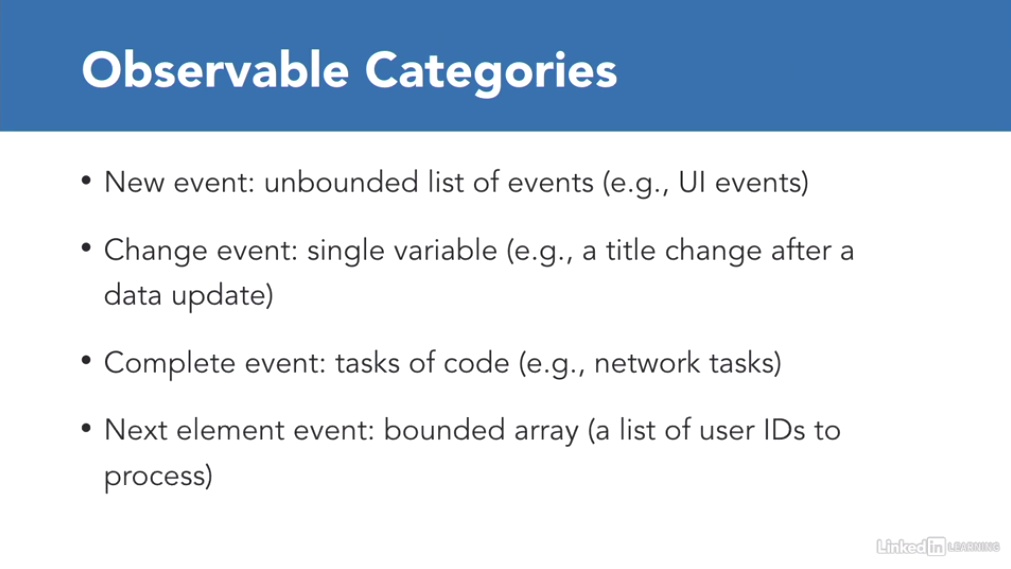 Observable Categories
• New event: unbounded list of events (e.g., UI events)
• Change event: single variable (e.g., a title change after a
data update)
• Complete event: tasks of code (e.g., network tasks)
• Next element event: bounded array (a list of user IDs to
process)
LinkedIn LEARNING